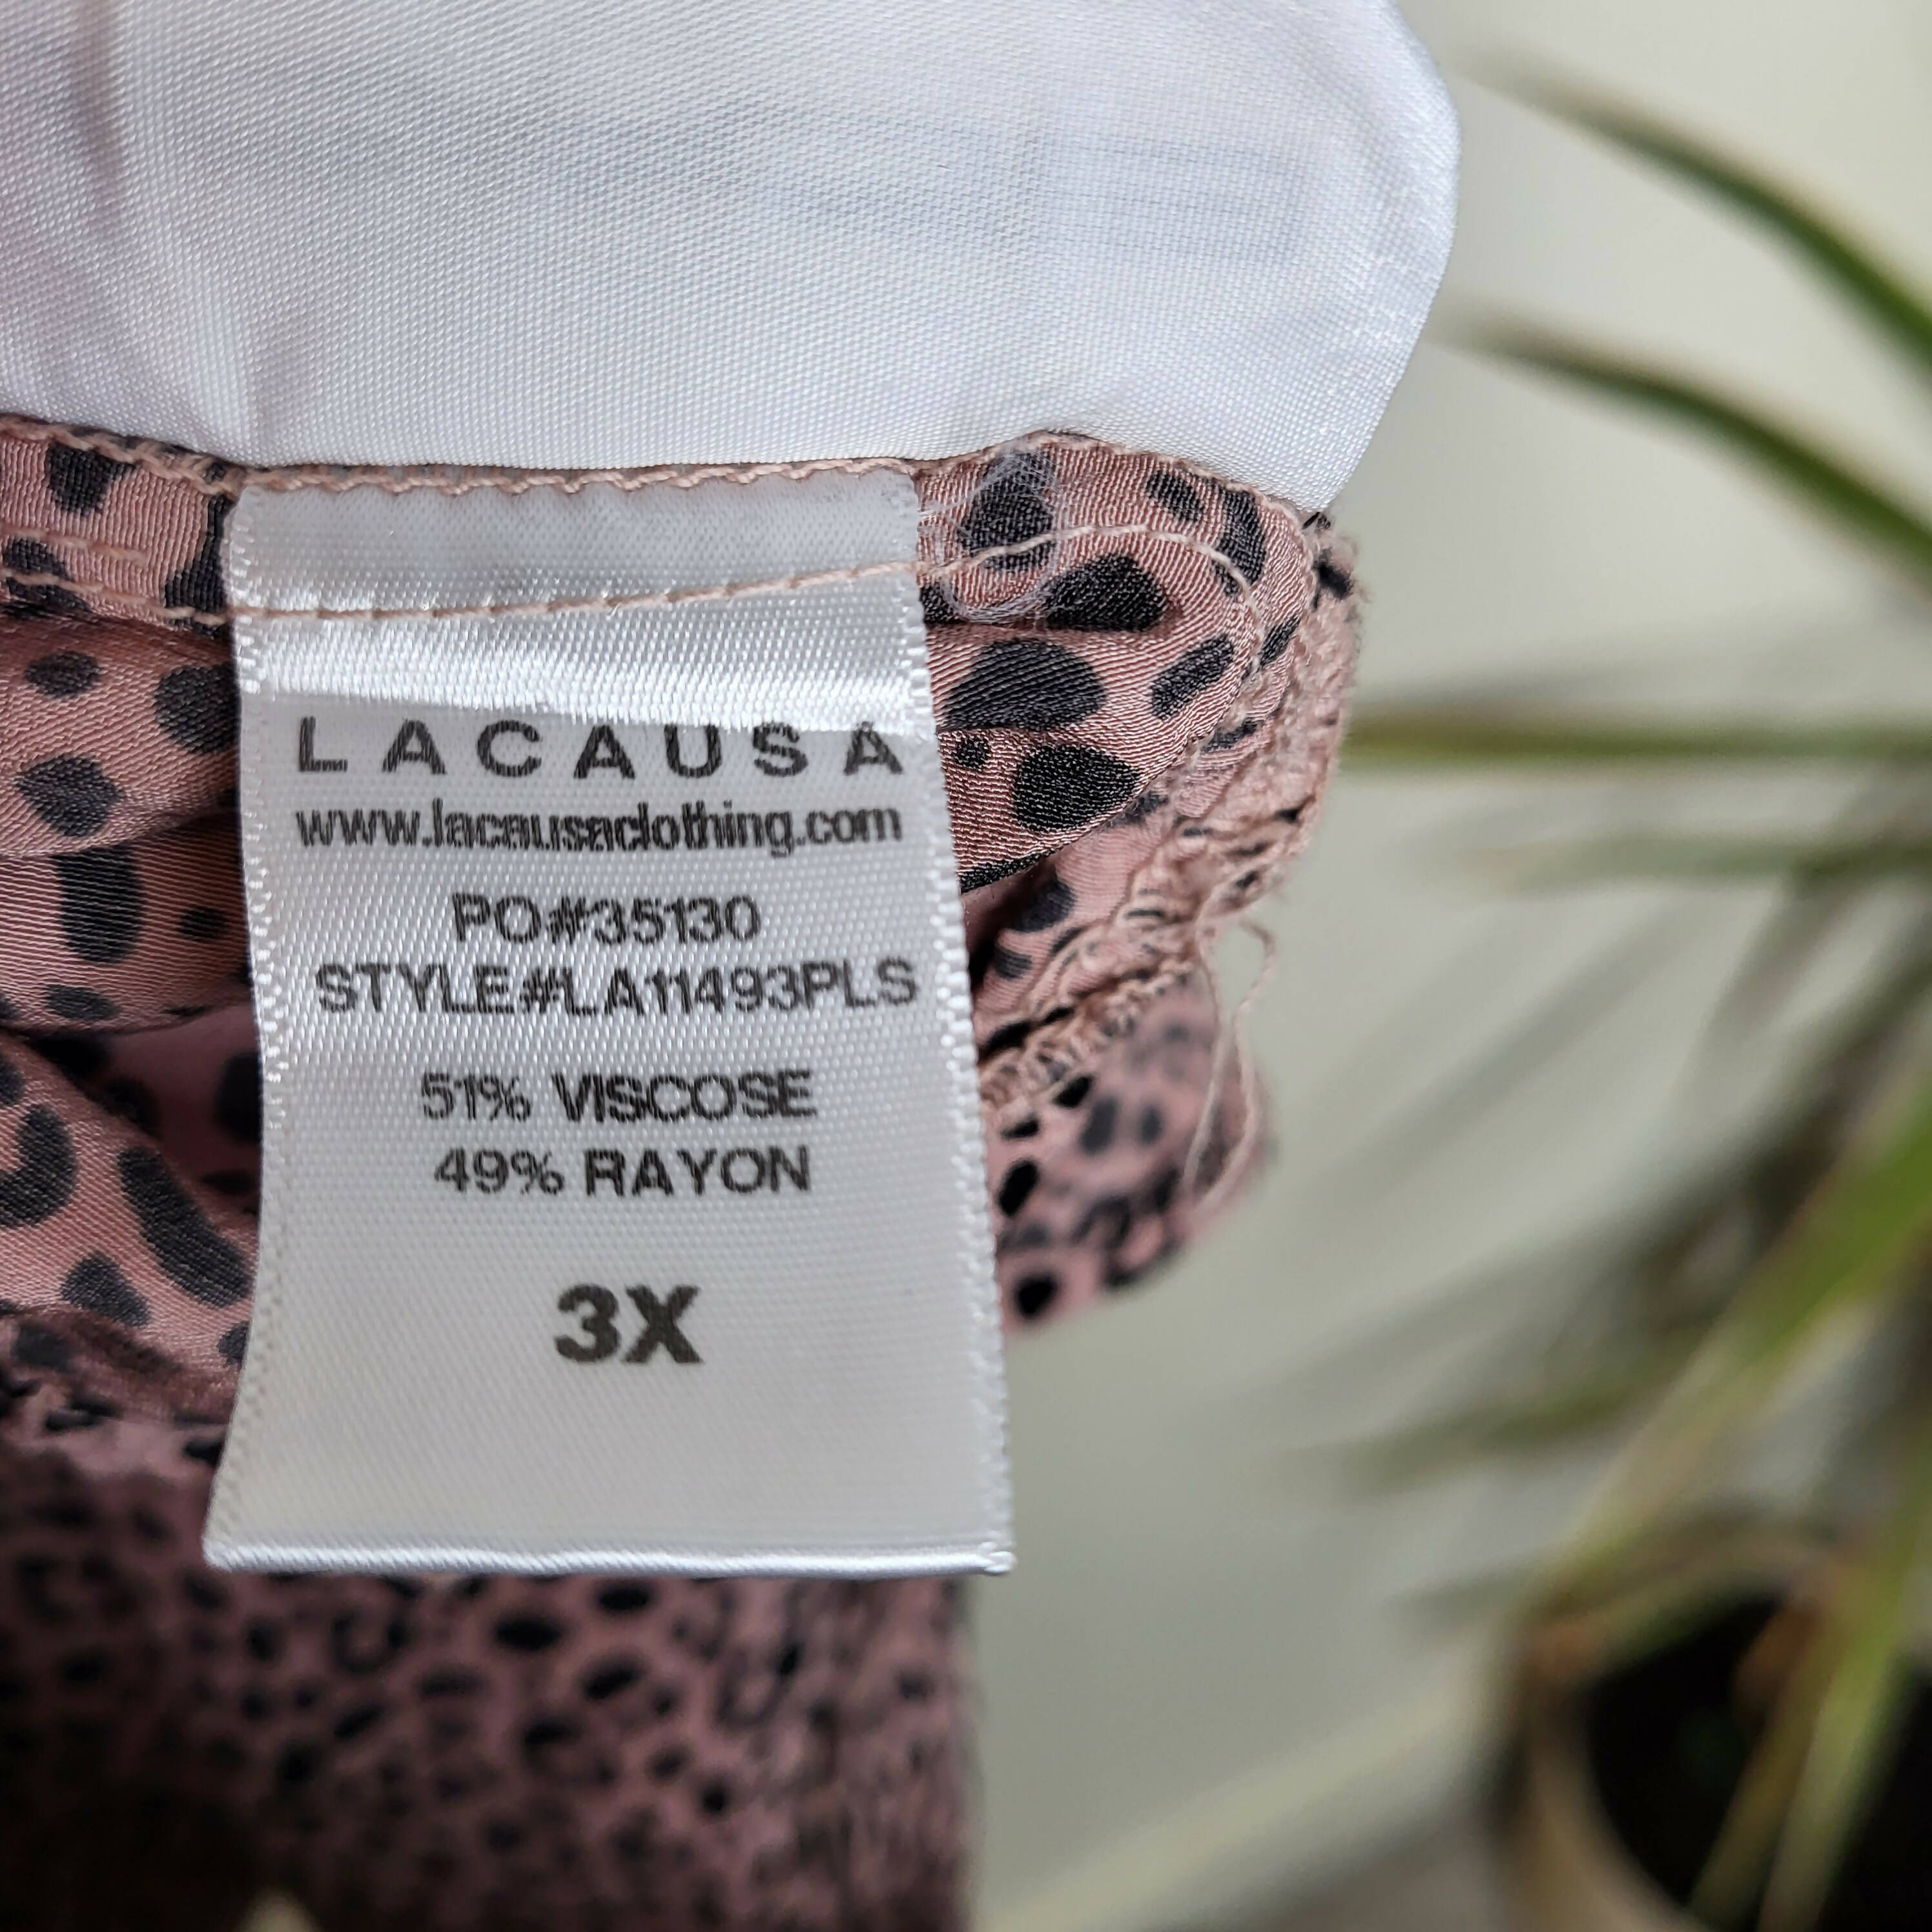 LACAUSA
www.lacausaclothing.com
PO#35130
STYLE#LA11493PLS
51% VISCOSE
49% RAYON
3X